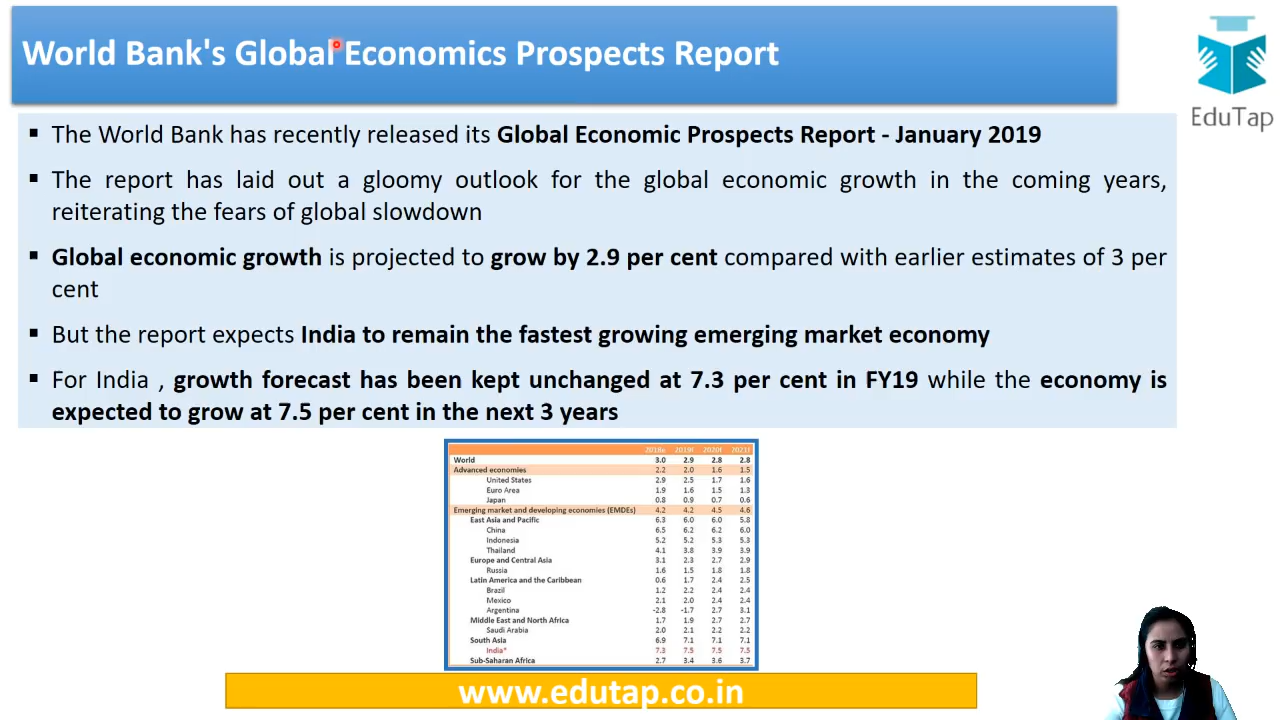 World Bank's Global Economics Prospects Report
EduTap
▪ The World Bank has recently released its Global Economic Prospects Report - January 2019
▪ The report has laid out a gloomy outlook for the global economic growth in the coming years,
reiterating the fears of global slowdown
▪ Global economic growth is projected to grow by 2.9 per cent compared with earlier estimates of 3 per
cent
▪ But the report expects India to remain the fastest growing emerging market economy
▪ For India , growth forecast has been kept unchanged at 7.3 per cent in FY19 while the economy is
expected to grow at 7.5 per cent in the next 3 years
2018e 2019f 2020f 2021f
World 3.0 2.9 2.8 2.8
Advanced economies 2.2 2.0 1.6 1.5
United States 2.9 2.5 1.7 1.6
Euro Area 1.9 1.6 1.5 1.3
Japan 0.8 0.9 0.7 0.6
Emerging market and developing economies (EMDEs) 4.2 4.2 4.5 4.6
East Asia and Pacific 6.3 6.0 6.0 5.8
China 6.5 6.2 6.2 6.0
Indonesia 5.2 5.2 5.3 5.3
Thailand 4.1 3.8 3.9 3.9
Europe and Central Asia 3.1 2.3 2.7 2.9
Russia 1.6 1.5 1.8 1.8
Latin America and the Caribbean 0.6 1.7 2.4 2.5
Brazil 1.2 2.2 2.4 2.4
Mexico 2.1 2.0 2.4 2.4
Argentina -2.8 -1.7 2.7 3.1
Middle East and North Africa 1.7 1.9 2.7 2.7
Saudi Arabia 2.0 2.1 2.2 2.2
South Asia 6.9 7.1 7.1 7.1
India* 7.3 7.5 7.5 7.5
Sub-Saharan Africa 2.7 3.4 3.6 3.7
www.edutap.co.in